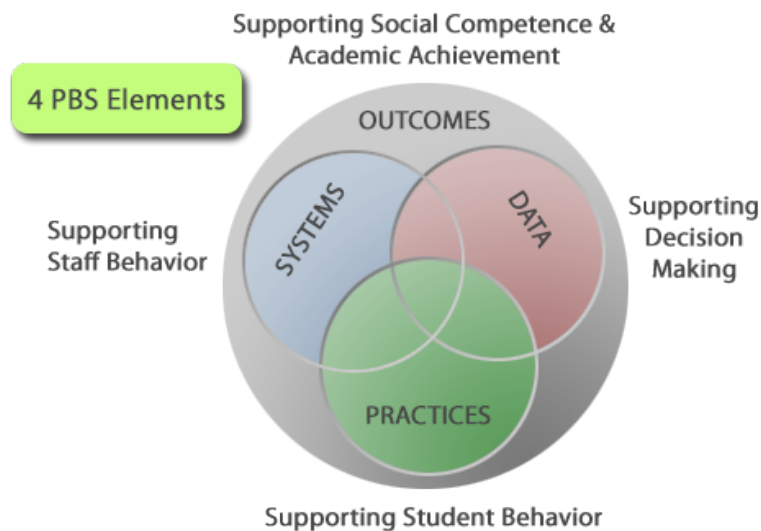 Supporting Social Competence &
Academic Achievement
4 PBS Elements
OUTCOMES
SYSTEMS
DATA
Supporting
Staff Behavior
Supporting
Decision
Making
PRACTICES
Supporting Student Behavior